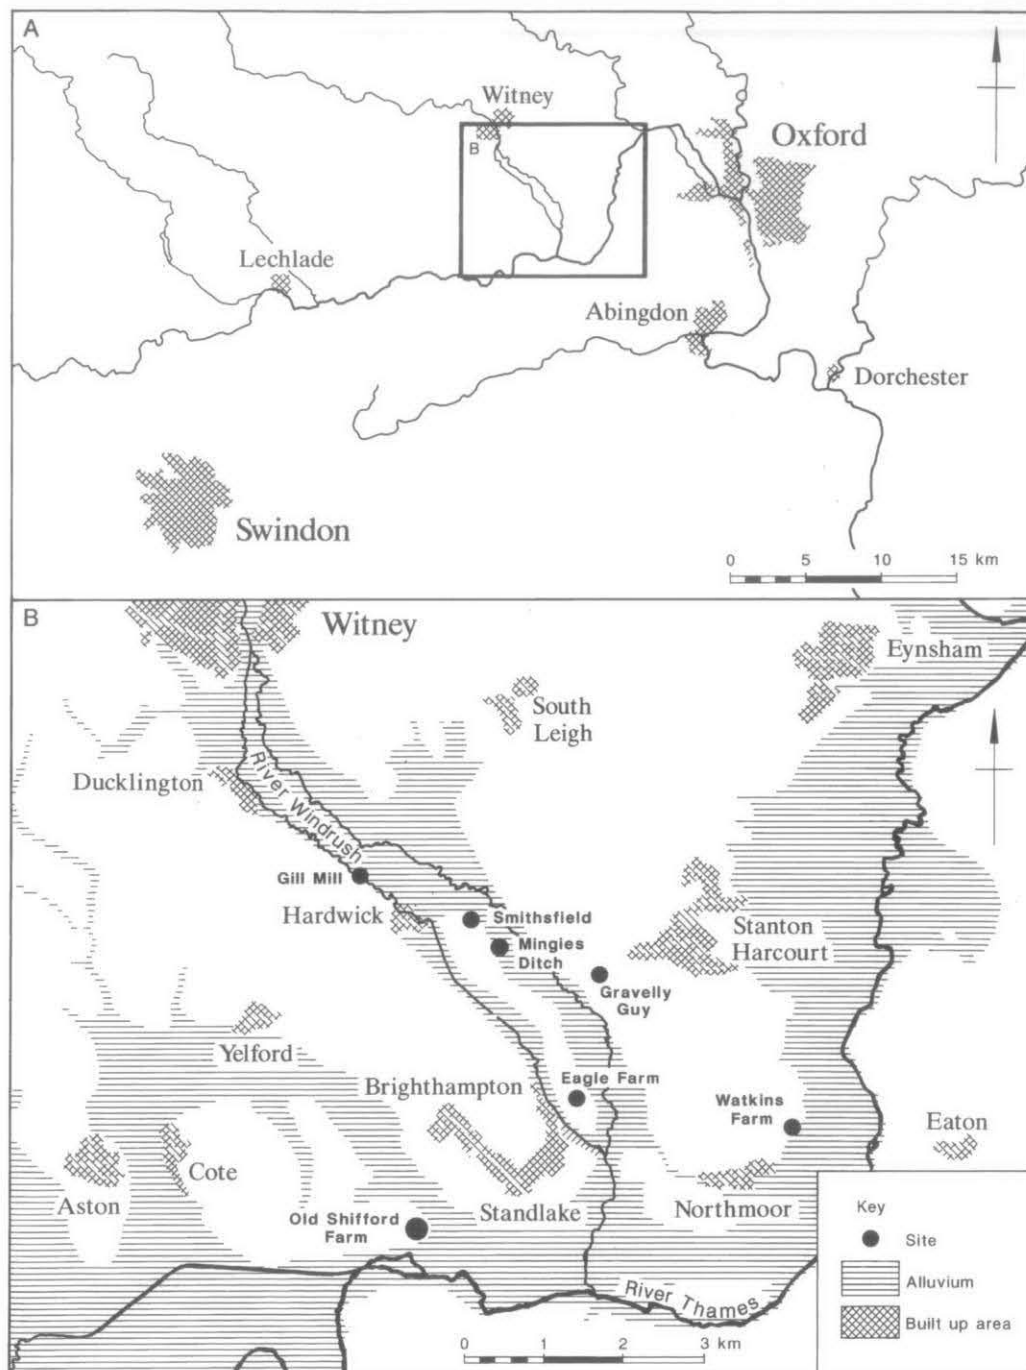 A
Witney
B
Oxford
Lechlade
Abingdon
Dorchester
Swindon
0 5 10 15 km
B
Witney
Eynsham
South
Leigh
Ducklington
River Windrush
Gill Mill
Hardwick
Smithsfield
Mingies
Ditch
Stanton
Harcourt
Gravelly
Guy
Yelford
Brighthampton
Eagle Farm
Watkins
Farm
Eaton
Cote
Aston
Old Shifford
Farm
Standlake
Northmoor
River Thames
0 1 2 3 km
Key
Site
Alluvium
Built up area